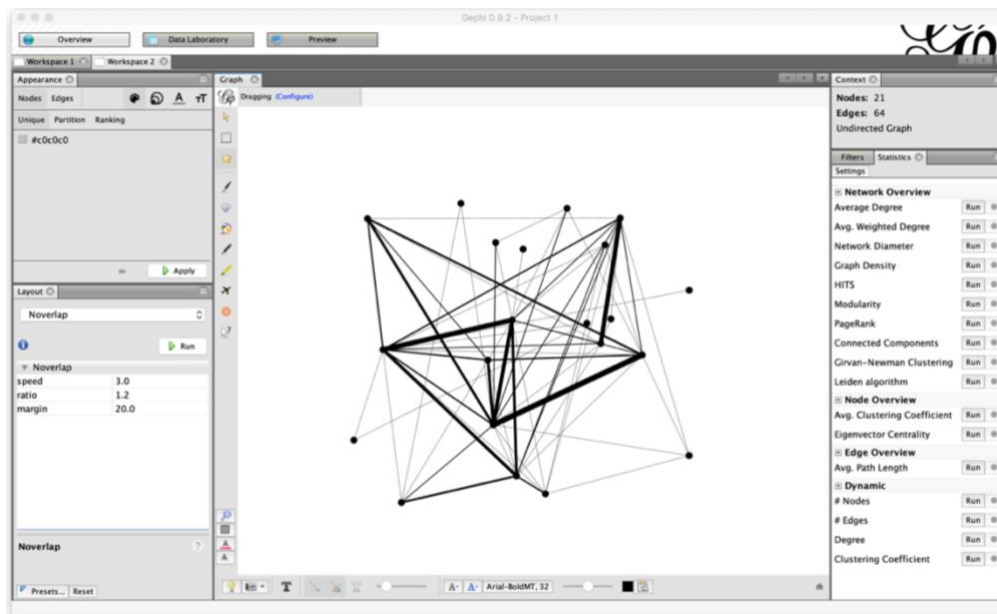 Gephi 0.9.2 - Project 1
Overview Data Laboratory Preview
Workspace 1 Workspace 2
Appearance
Nodes Edges
Unique Partition Ranking
#c0c0c0
Apply
Layout
Noverlap
Run
Noverlap
speed 3.0
ratio 1.2
margin 20.0
Noverlap
Presets... Reset
Graph
Dragging (Configure)
T A- A- Arial-BoldMT, 32
Context
Nodes: 21
Edges: 64
Undirected Graph
Filters Statistics
Settings
Network Overview
Average Degree Run
Avg. Weighted Degree Run
Network Diameter Run
Graph Density Run
HITS Run
Modularity Run
PageRank Run
Connected Components Run
Girvan-Newman Clustering Run
Leiden algorithm Run
Node Overview
Avg. Clustering Coefficient Run
Eigenvector Centrality Run
Edge Overview
Avg. Path Length Run
Dynamic
# Nodes Run
# Edges Run
Degree Run
Clustering Coefficient Run